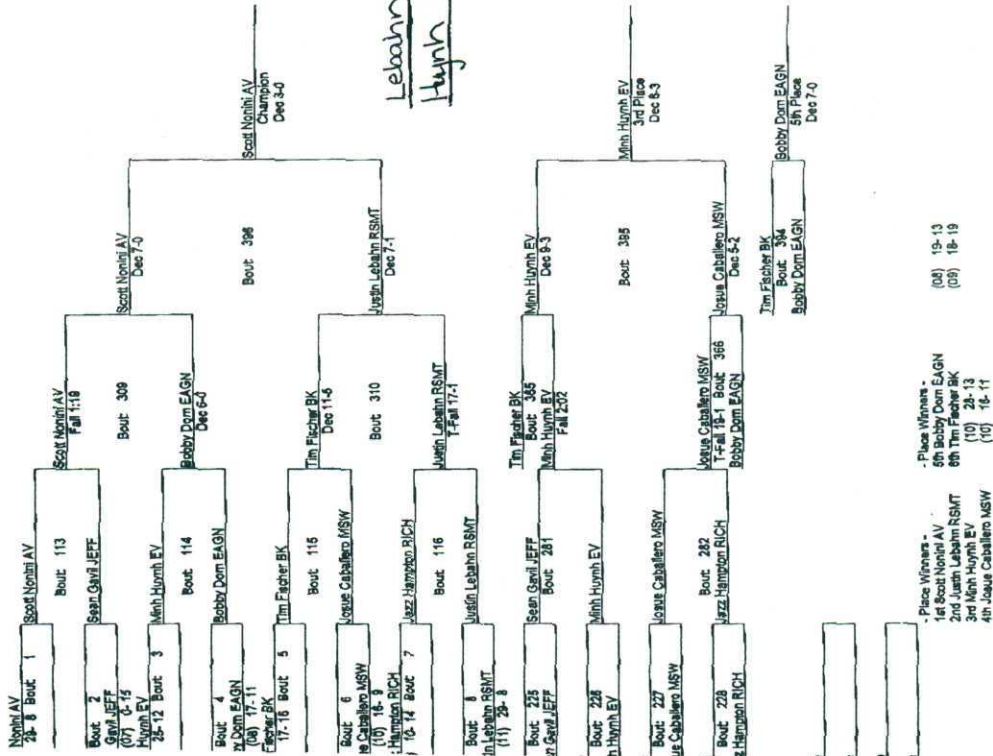 Nonini AV
28- 8 Bout 1
Scott Nonini AV
Bout: 113
Bout: 2
Gavil JEFF
(07) 0-15
Sean Gavil JEFF
Scott Nonini AV
Fall 1:19
Bout: 309
Huynh EV
25- 12 Bout 3
Minh Huynh EV
Bout: 114
Bout: 4
y Dom EAGN
17- 11
Bobby Dom EAGN
Bobby Dom EAGN
Dec 6-0
Scott Nonini AV
Dec 7-0
Bout: 396
Scott Nonini AV
Champion
Dec 3-0
Lebahn
Huynh
Fischer BK
17- 16 Bout 5
Tim Fischer BK
Bout: 115
Bout: 6
e Caballero MSW
(10) 16- 9
Josue Caballero MSW
Tim Fischer BK
Dec 11-5
Bout: 310
Hampton RICH
10- 14 Bout 7
Jazz Hampton RICH
Bout: 116
Bout: 8
in Lebahn RSMT
(11) 29- 8
Justin Lebahn RSMT
Justin Lebahn RSMT
T-Fall 17-1
Justin Lebahn RSMT
Dec 7-1
Bout: 225
n Gavil JEFF
Sean Gavil JEFF
Bout: 281
Bout: 226
h Huynh EV
Minh Huynh EV
Tim Fischer BK
Bout: 365
Minh Huynh EV
Fall 2:02
Minh Huynh EV
Dec 9-3
Bout: 395
Minh Huynh EV
3rd Place
Bout: 227
e Caballero MSW
Josue Caballero MSW
Bout: 282
Bout: 228
z Hampton RICH
Jazz Hampton RICH
Josue Caballero MSW
T-Fall 19-1 Bout: 366
Bobby Dom EAGN
Josue Caballero MSW
Dec 5-2
Tim Fischer BK
Bout: 394
Bobby Dom EAGN
Bobby Dom EAGN
5th Place
Dec 7-0
- Place Winners -
1st Scott Nonini AV
2nd Justin Lebahn RSMT
3rd Minh Huynh EV
4th Josue Caballero MSW
- Place Winners -
5th Bobby Dom EAGN
6th Tim Fischer BK
(10) 28- 13
(10) 16- 11
(08) 19- 13
(09) 18- 19